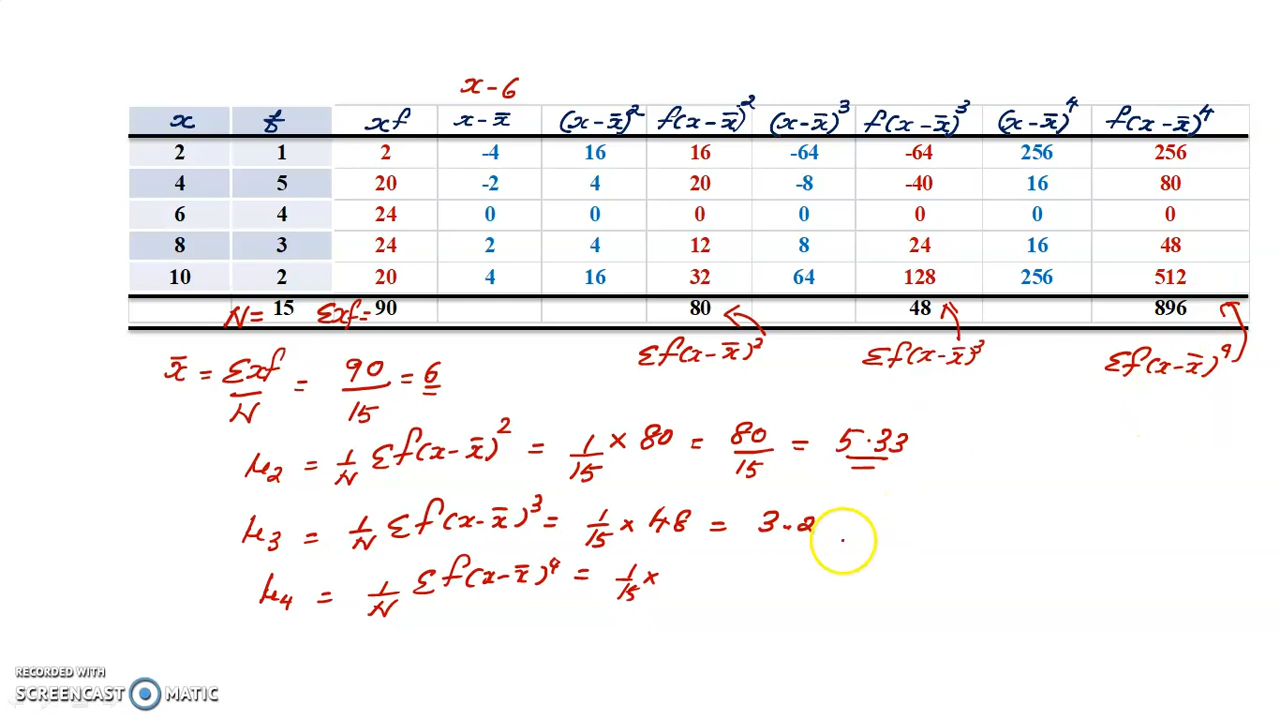 x - 6
x f xf x - x̄ (x - x̄)² f(x - x̄)² (x - x̄)³ f(x - x̄)³ (x - x̄)⁴ f(x - x̄)⁴
2 1 2 -4 16 16 -64 -64 256 256
4 5 20 -2 4 20 -8 -40 16 80
6 4 24 0 0 0 0 0 0 0
8 3 24 2 4 12 8 24 16 48
10 2 20 4 16 32 64 128 256 512
N = 15 Σxf = 90 80 48 896
Σf(x - x̄)² Σf(x - x̄)³ Σf(x - x̄)⁴
x̄ = Σxf/N = 90/15 = 6
μ₂ = 1/N Σf(x - x̄)² = 1/15 × 80 = 80/15 = 5.33
μ₃ = 1/N Σf(x - x̄)³ = 1/15 × 48 = 3.2
μ₄ = 1/N Σf(x - x̄)⁴ = 1/15 ×
RECORDED WITH
SCREENCAST MATIC